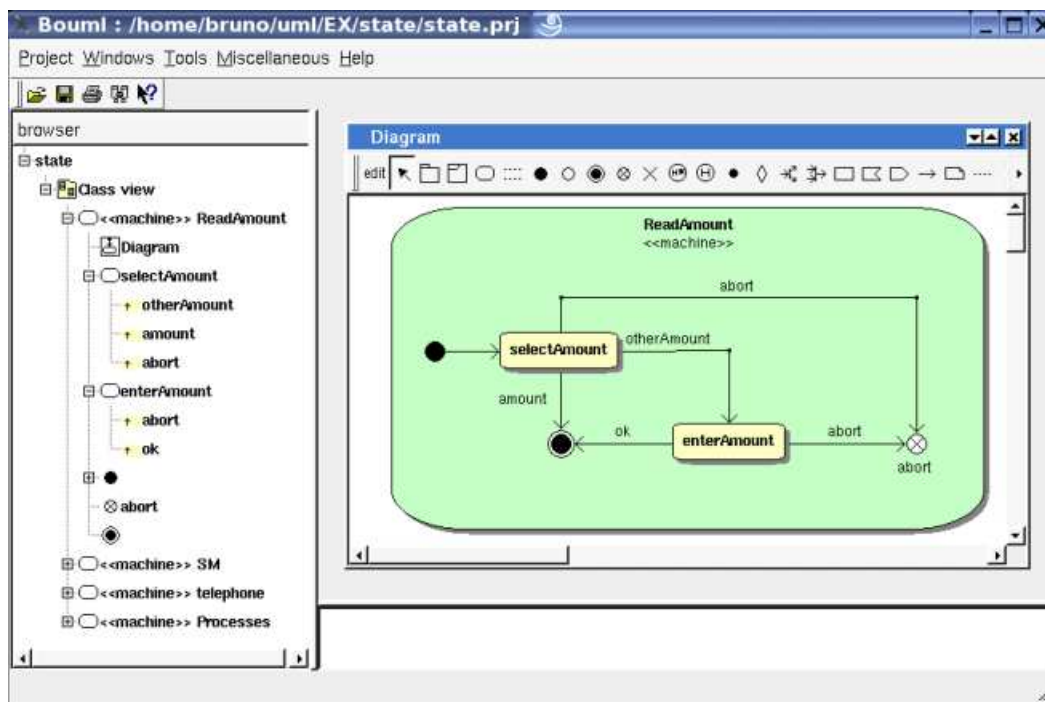 Bouml : /home/bruno/uml/EX/state/state.prj
Project Windows Tools Miscellaneous Help
browser
state
Class view
<<machine>> ReadAmount
Diagram
selectAmount
otherAmount
amount
abort
enterAmount
abort
ok
abort
<<machine>> SM
<<machine>> telephone
<<machine>> Processes
Diagram
edit
ReadAmount
<<machine>>
abort
selectAmount
otherAmount
amount
ok
enterAmount
abort
abort